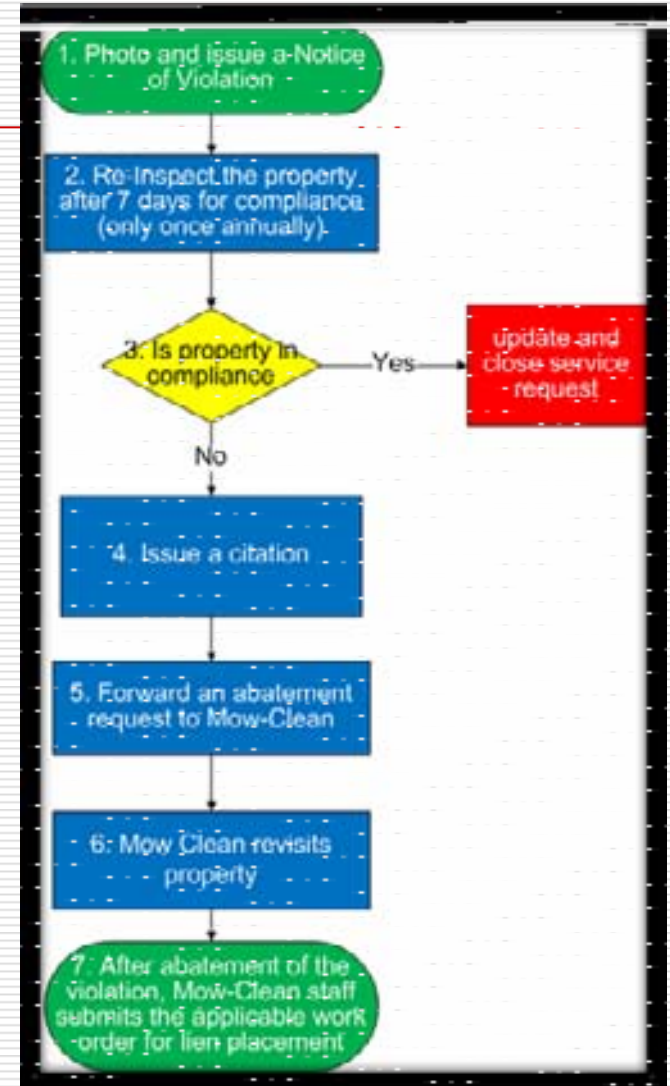 1. Photo and issue a Notice
of Violation
2. Re-Inspect the property
after 7 days for compliance
(only once annually)
3. Is property in
compliance
Yes
update and
close service
request
No
4. Issue a citation
5. Forward an abatement
request to Mow-Clean
6. Mow Clean revisits
property
7. After abatement of the
violation, Mow-Clean staff
submits the applicable work
order for lien placement